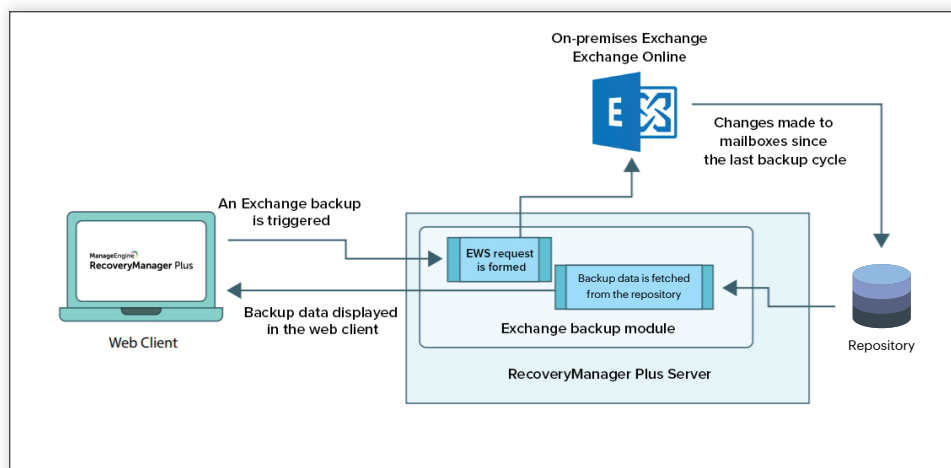 On-premises Exchange
Exchange Online
Changes made to
mailboxes since
the last backup cycle
An Exchange backup
is triggered
ManageEngine
RecoveryManager Plus
EWS request
is formed
Backup data is fetched
from the repository
Backup data displayed
in the web client
Exchange backup module
Web Client
Repository
RecoveryManager Plus Server
E